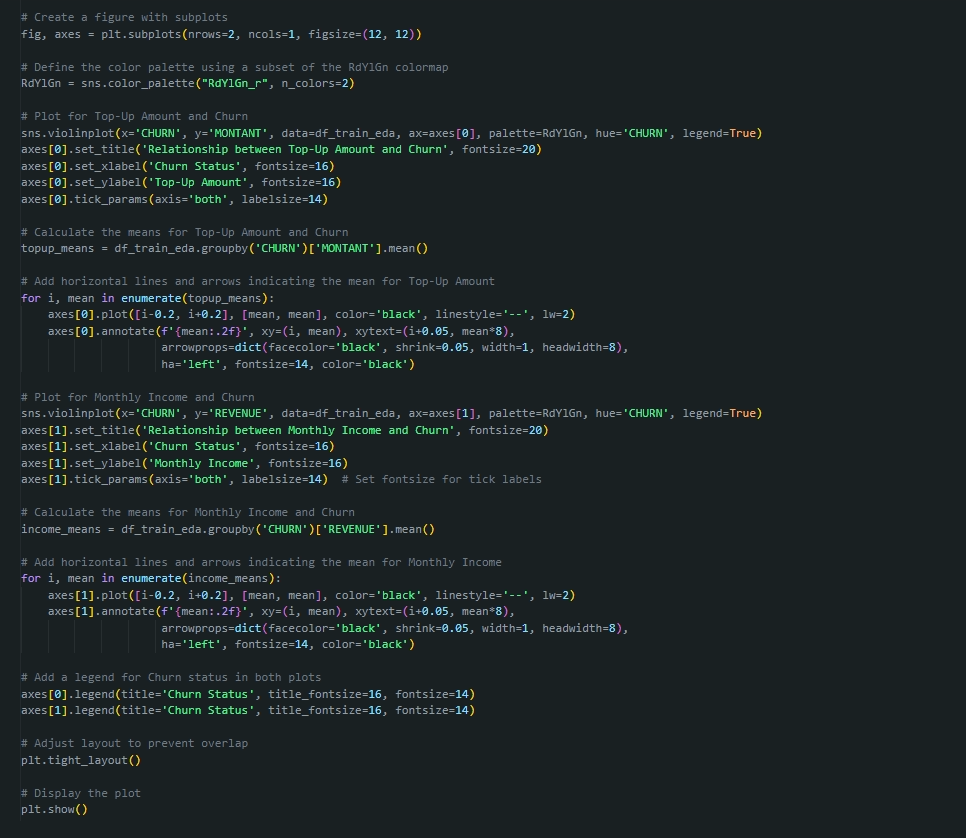 # Create a figure with subplots
fig, axes = plt.subplots(nrows=2, ncols=1, figsize=(12, 12))

# Define the color palette using a subset of the RdYlGn colormap
RdYlGn = sns.color_palette("RdYlGn_r", n_colors=2)

# Plot for Top-Up Amount and Churn
sns.violinplot(x='CHURN', y='MONTANT', data=df_train_eda, ax=axes[0], palette=RdYlGn, hue='CHURN', legend=True)
axes[0].set_title('Relationship between Top-Up Amount and Churn', fontsize=20)
axes[0].set_xlabel('Churn Status', fontsize=16)
axes[0].set_ylabel('Top-Up Amount', fontsize=16)
axes[0].tick_params(axis='both', labelsize=14)

# Calculate the means for Top-Up Amount and Churn
topup_means = df_train_eda.groupby('CHURN')['MONTANT'].mean()

# Add horizontal lines and arrows indicating the mean for Top-Up Amount
for i, mean in enumerate(topup_means):
    axes[0].plot([i-0.2, i+0.2], [mean, mean], color='black', linestyle='--', lw=2)
    axes[0].annotate(f'{mean:.2f}', xy=(i, mean), xytext=(i+0.05, mean*8),
                     arrowprops=dict(facecolor='black', shrink=0.05, width=1, headwidth=8),
                     ha='left', fontsize=14, color='black')

# Plot for Monthly Income and Churn
sns.violinplot(x='CHURN', y='REVENUE', data=df_train_eda, ax=axes[1], palette=RdYlGn, hue='CHURN', legend=True)
axes[1].set_title('Relationship between Monthly Income and Churn', fontsize=20)
axes[1].set_xlabel('Churn Status', fontsize=16)
axes[1].set_ylabel('Monthly Income', fontsize=16)
axes[1].tick_params(axis='both', labelsize=14)  # Set fontsize for tick labels

# Calculate the means for Monthly Income and Churn
income_means = df_train_eda.groupby('CHURN')['REVENUE'].mean()

# Add horizontal lines and arrows indicating the mean for Monthly Income
for i, mean in enumerate(income_means):
    axes[1].plot([i-0.2, i+0.2], [mean, mean], color='black', linestyle='--', lw=2)
    axes[1].annotate(f'{mean:.2f}', xy=(i, mean), xytext=(i+0.05, mean*8),
                     arrowprops=dict(facecolor='black', shrink=0.05, width=1, headwidth=8),
                     ha='left', fontsize=14, color='black')

# Add a legend for Churn status in both plots
axes[0].legend(title='Churn Status', title_fontsize=16, fontsize=14)
axes[1].legend(title='Churn Status', title_fontsize=16, fontsize=14)

# Adjust layout to prevent overlap
plt.tight_layout()

# Display the plot
plt.show()